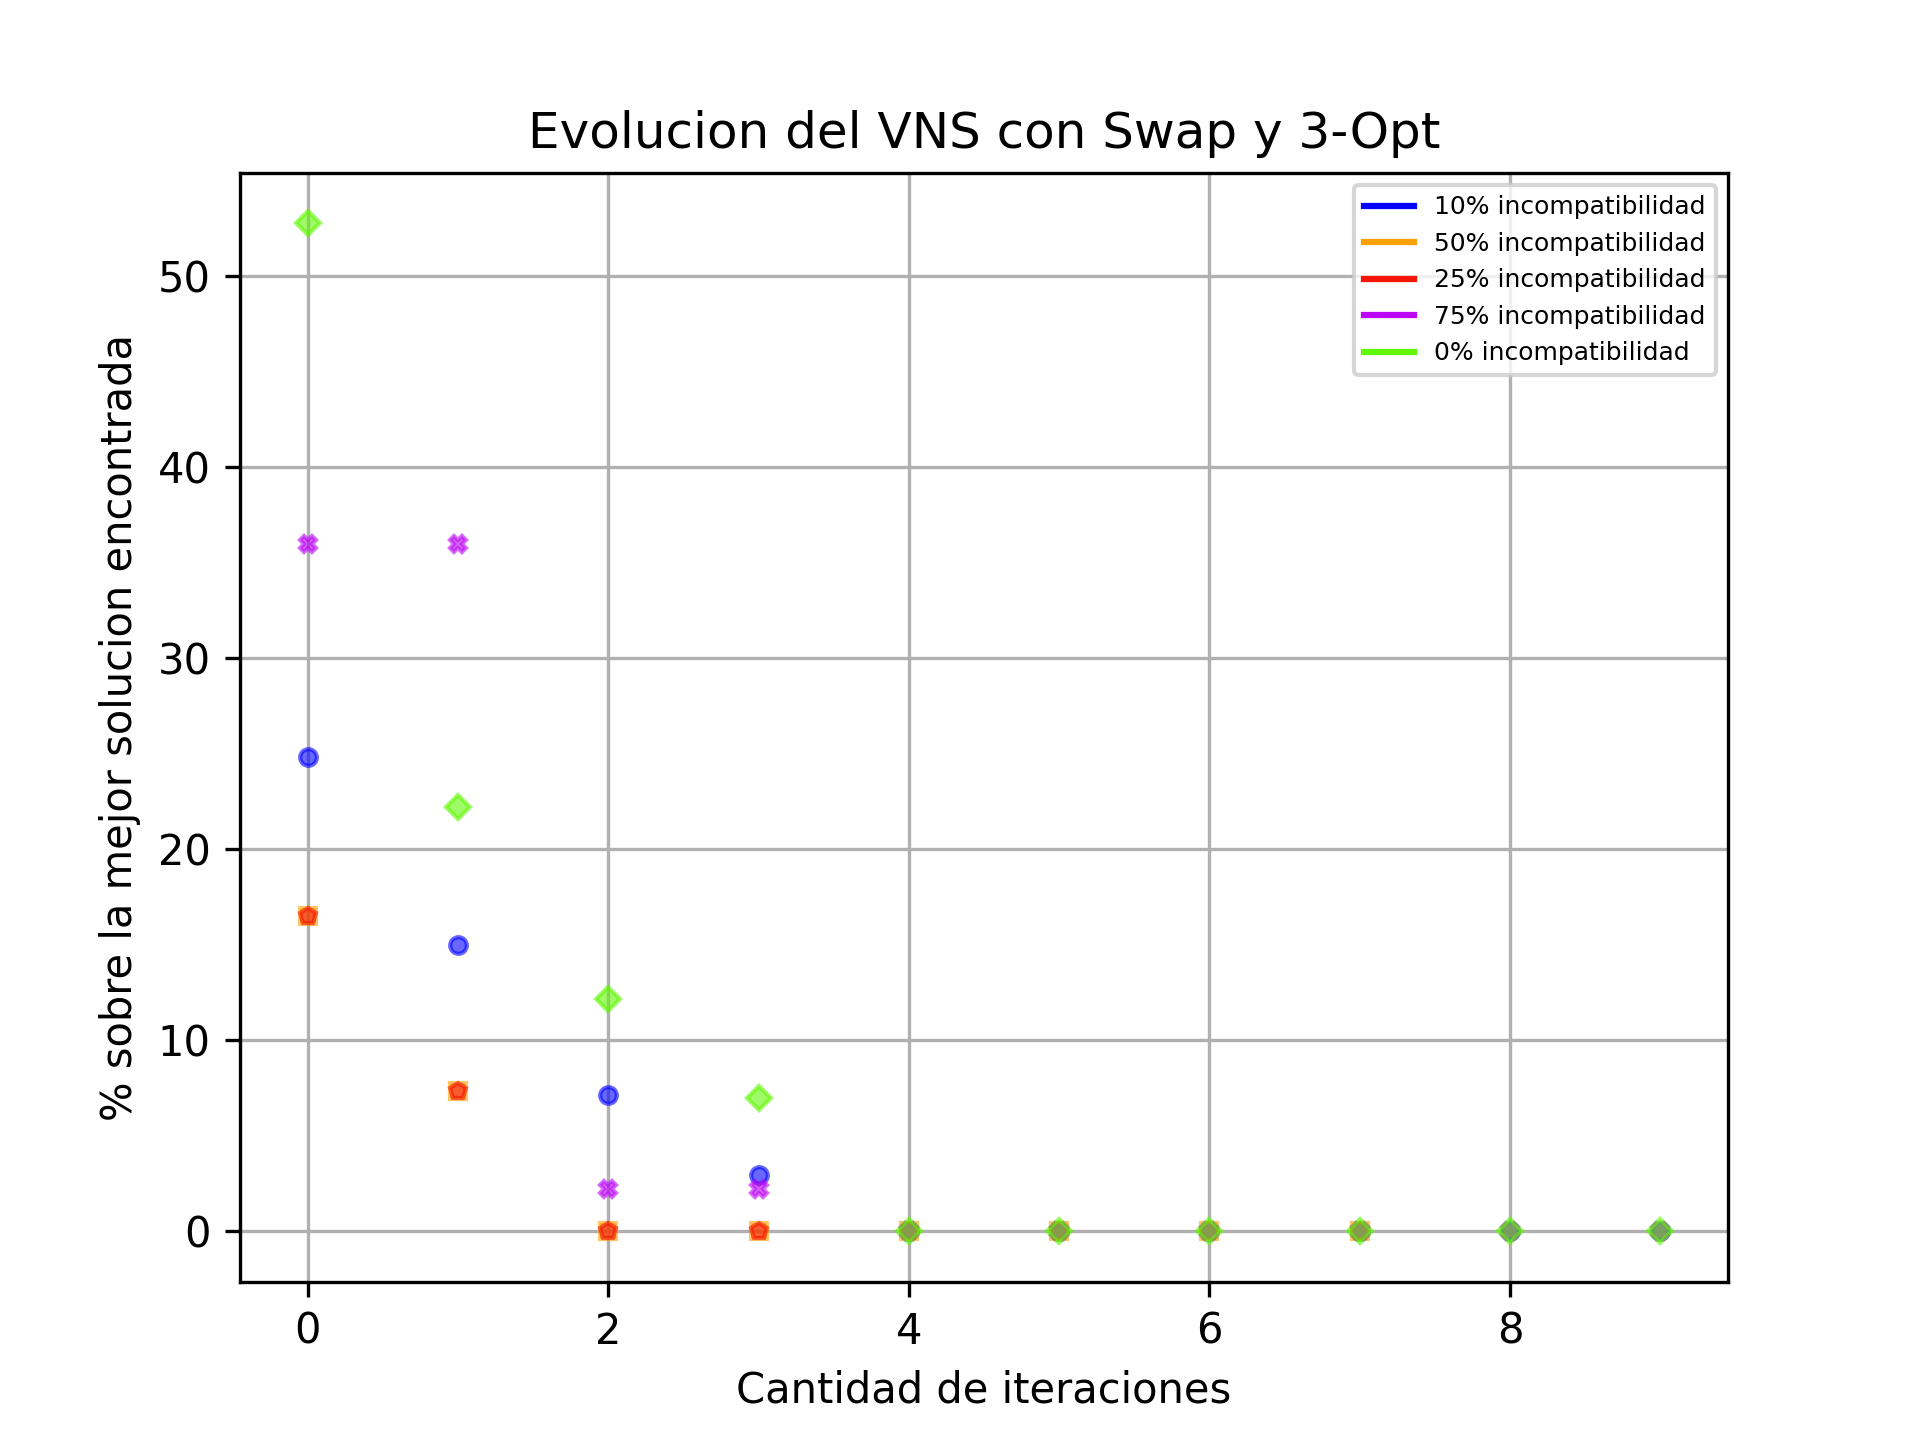 Evolucion del VNS con Swap y 3-Opt
10% incompatibilidad
50% incompatibilidad
25% incompatibilidad
75% incompatibilidad
0% incompatibilidad
% sobre la mejor solucion encontrada
50
40
30
20
10
0
0 2 4 6 8
Cantidad de iteraciones